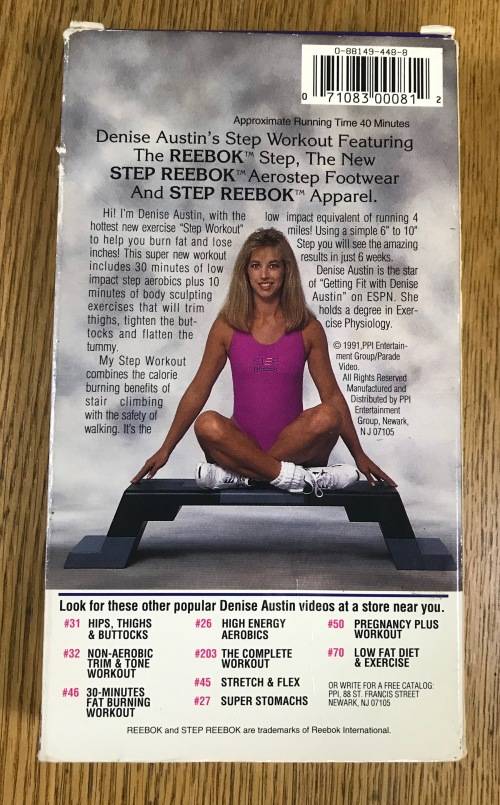 0-88149-448-8
0 71083 00081 2
Approximate Running Time 40 Minutes
Denise Austin's Step Workout Featuring
The REEBOK™ Step, The New
STEP REEBOK™ Aerostep Footwear
And STEP REEBOK™ Apparel.
Hi! I'm Denise Austin, with the
hottest new exercise "Step Workout"
to help you burn fat and lose
inches! This super new workout
includes 30 minutes of low
impact step aerobics plus 10
minutes of body sculpting
exercises that will trim
thighs, tighten the but-
tocks and flatten the
tummy.
My Step Workout
combines the calorie
burning benefits of
stair climbing
with the safety of
walking. It's the
low impact equivalent of running 4
miles! Using a simple 6" to 10"
Step you will see the amazing
results in just 6 weeks.
Denise Austin is the star
of "Getting Fit with Denise
Austin" on ESPN. She
holds a degree in Exer-
cise Physiology.
© 1991,PPI Entertain-
ment Group/Parade
Video.
All Rights Reserved
Manufactured and
Distributed by PPI
Entertainment
Group, Newark,
NJ 07105
STEP
REEBOK
Look for these other popular Denise Austin videos at a store near you.
#31 HIPS, THIGHS
& BUTTOCKS
#32 NON-AEROBIC
TRIM & TONE
WORKOUT
#46 30-MINUTES
FAT BURNING
WORKOUT
#26 HIGH ENERGY
AEROBICS
#203 THE COMPLETE
WORKOUT
#45 STRETCH & FLEX
#27 SUPER STOMACHS
#50 PREGNANCY PLUS
WORKOUT
#70 LOW FAT DIET
& EXERCISE
OR WRITE FOR A FREE CATALOG:
PPI, 88 ST. FRANCIS STREET
NEWARK, NJ 07105
REEBOK and STEP REEBOK are trademarks of Reebok International.